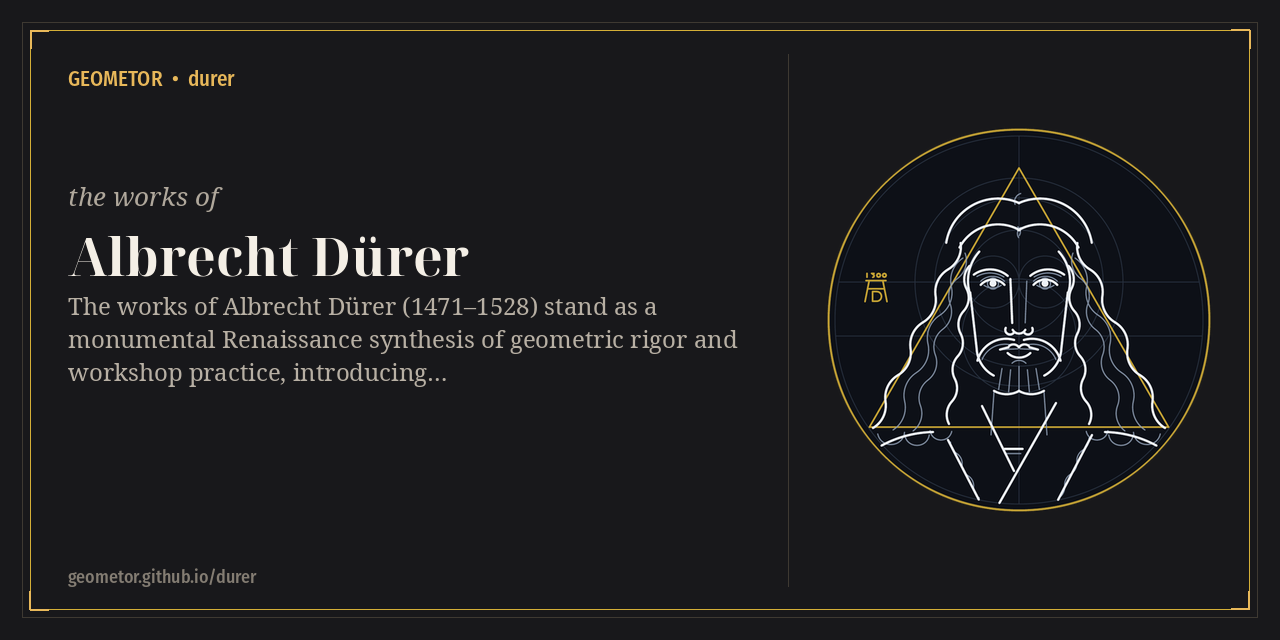 GEOMETOR • durer
the works of
Albrecht Dürer
The works of Albrecht Dürer (1471–1528) stand as a
monumental Renaissance synthesis of geometric rigor and
workshop practice, introducing...
1500
AD
geometor.github.io/durer